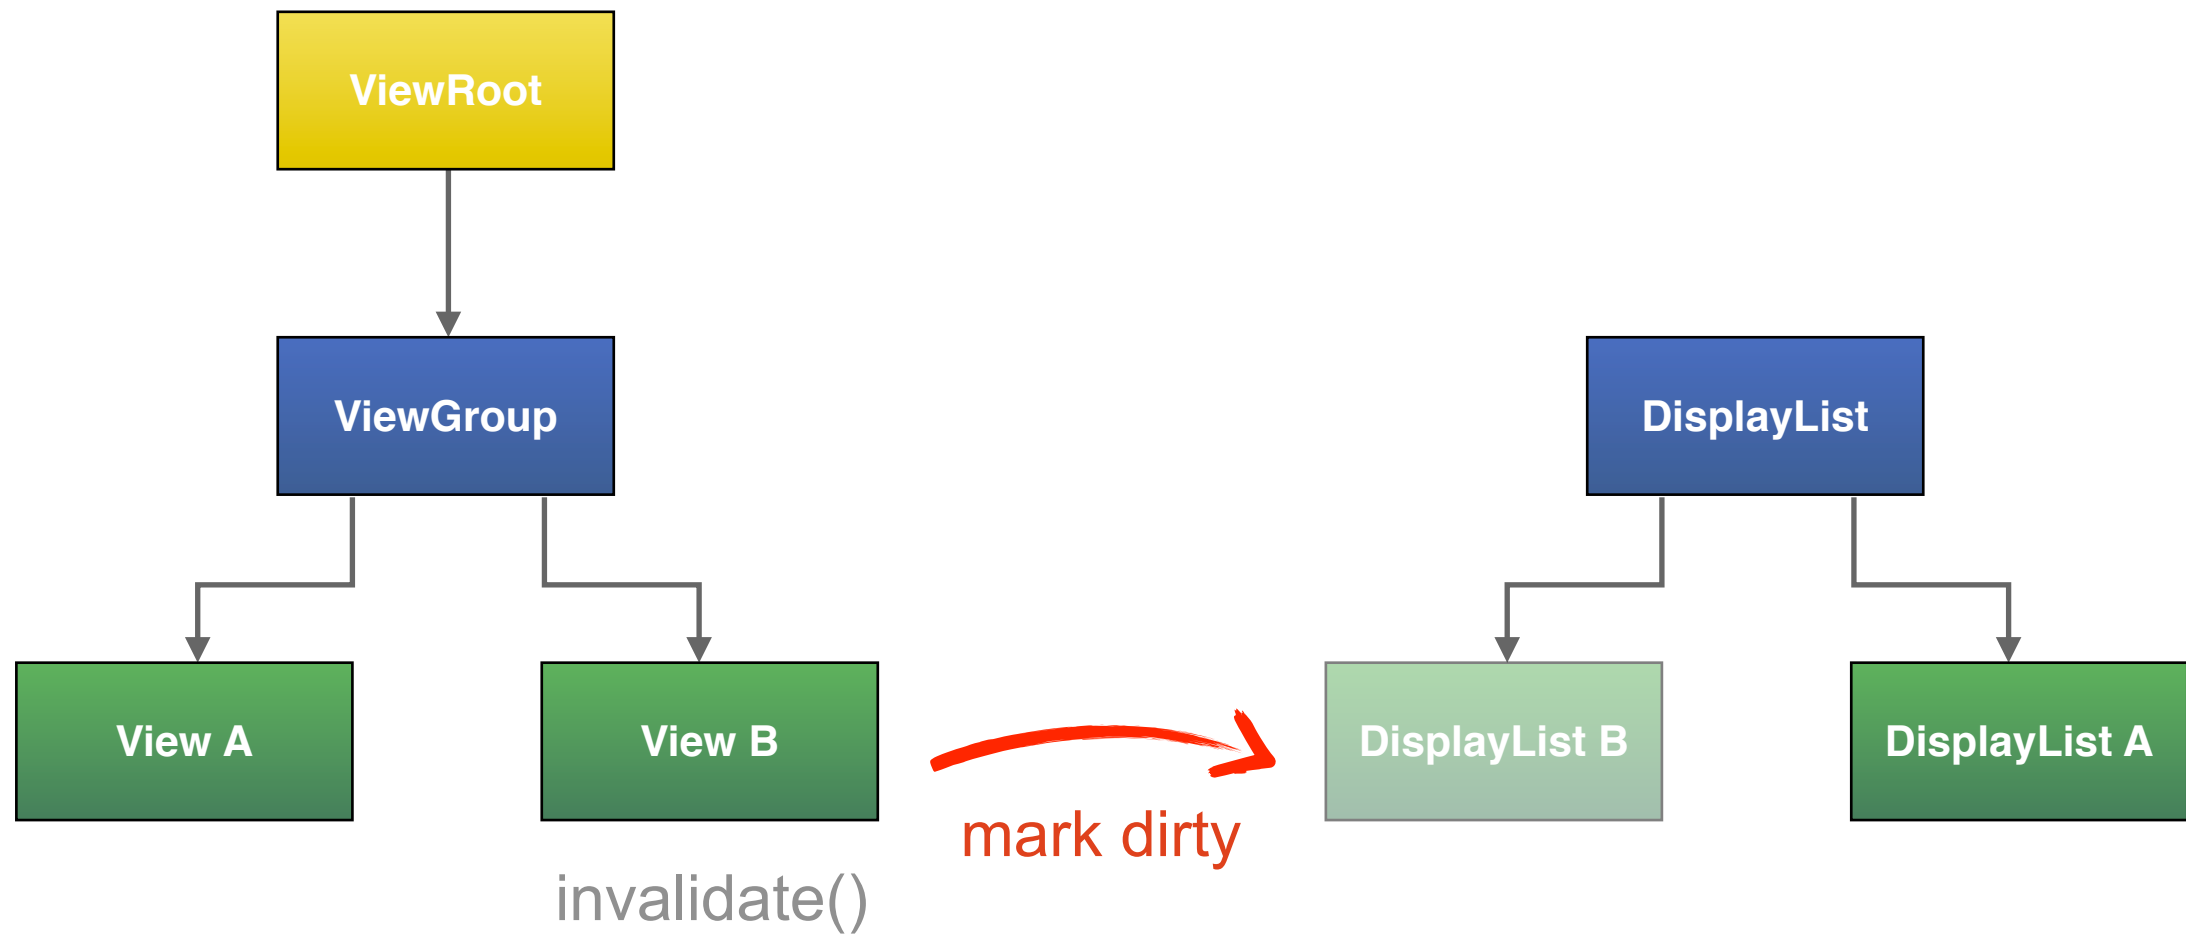 ViewRoot
ViewGroup
DisplayList
View A
View B
DisplayList B
DisplayList A
mark dirty
invalidate()